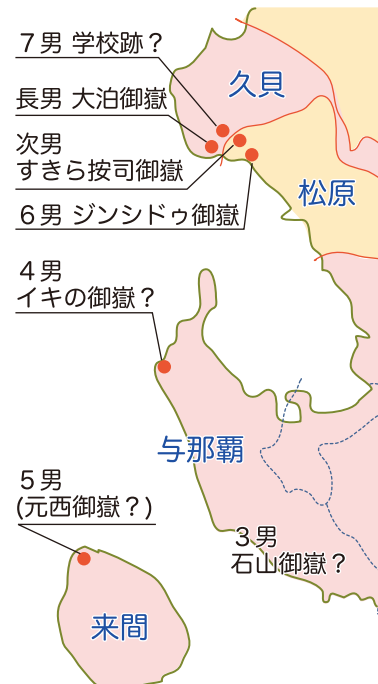 7男 学校跡？
久貝
長男 大泊御嶽
次男
すきら按司御嶽
松原
6男 ジンシドゥ御嶽
4男
イキの御嶽？
与那覇
5男
(元西御嶽？)
3男
石山御嶽？
来間